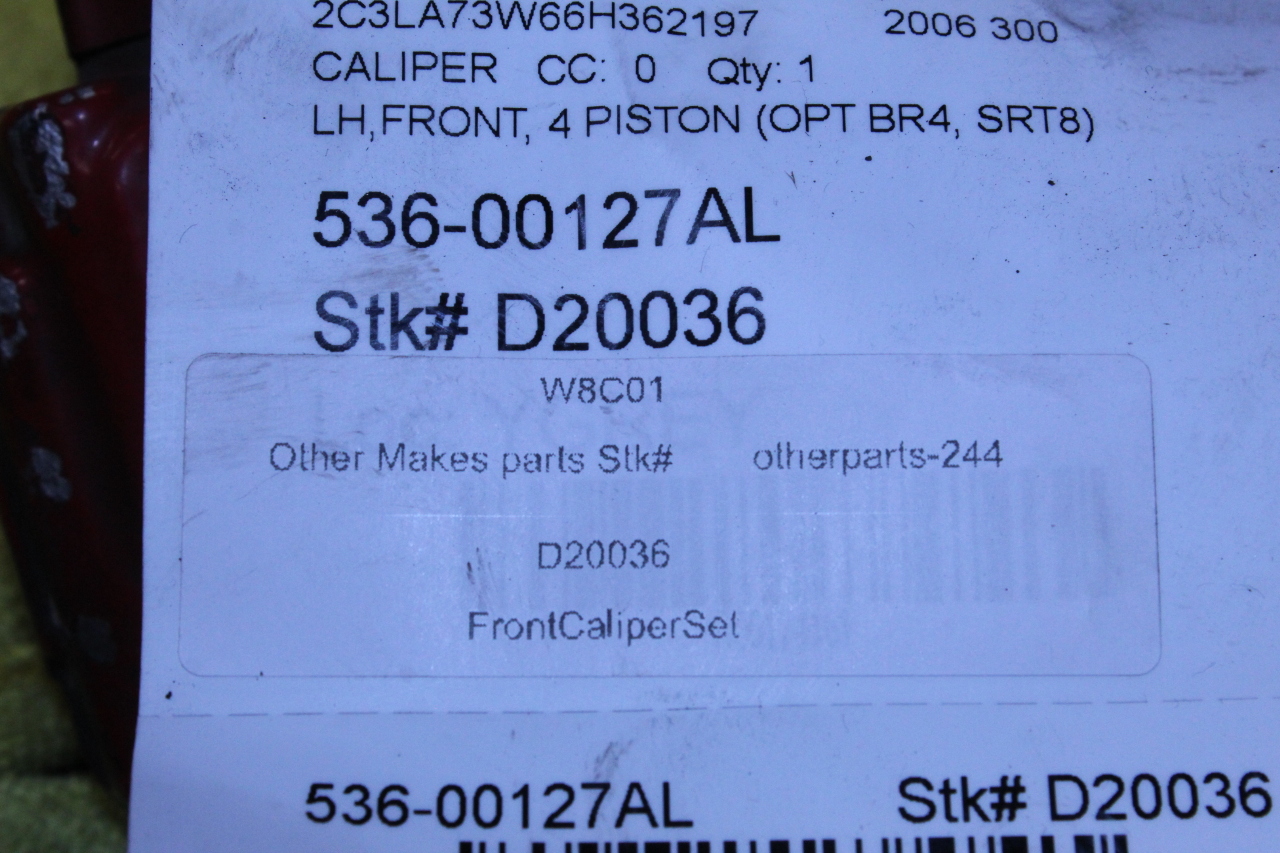 2C3LA73W66H362197 2006 300
CALIPER CC: 0 Qty: 1
LH,FRONT, 4 PISTON (OPT BR4, SRT8)
536-00127AL
Stk# D20036
W8C01
Other Makes parts Stk# otherparts-244
D20036
FrontCaliperSet
536-00127AL Stk# D20036